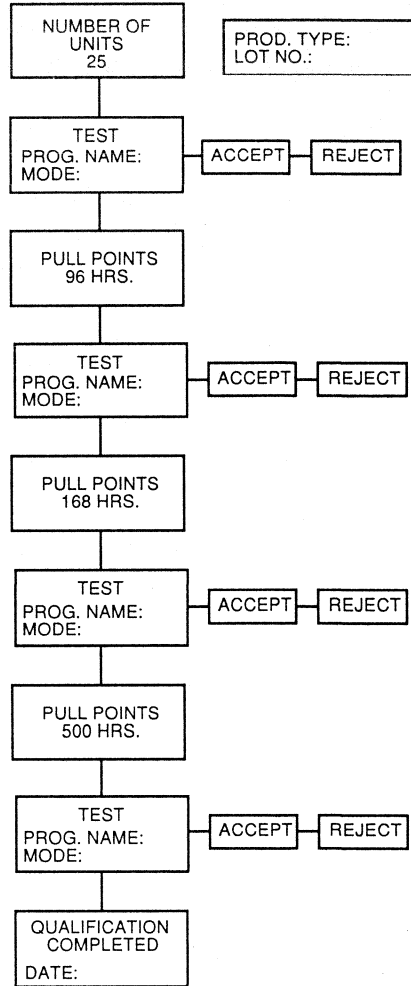 NUMBER OF
UNITS
25
PROD. TYPE:
LOT NO.:
TEST
PROG. NAME:
MODE:
ACCEPT
REJECT
PULL POINTS
96 HRS.
TEST
PROG. NAME:
MODE:
ACCEPT
REJECT
PULL POINTS
168 HRS.
TEST
PROG. NAME:
MODE:
ACCEPT
REJECT
PULL POINTS
500 HRS.
TEST
PROG. NAME:
MODE:
ACCEPT
REJECT
QUALIFICATION
COMPLETED
DATE: